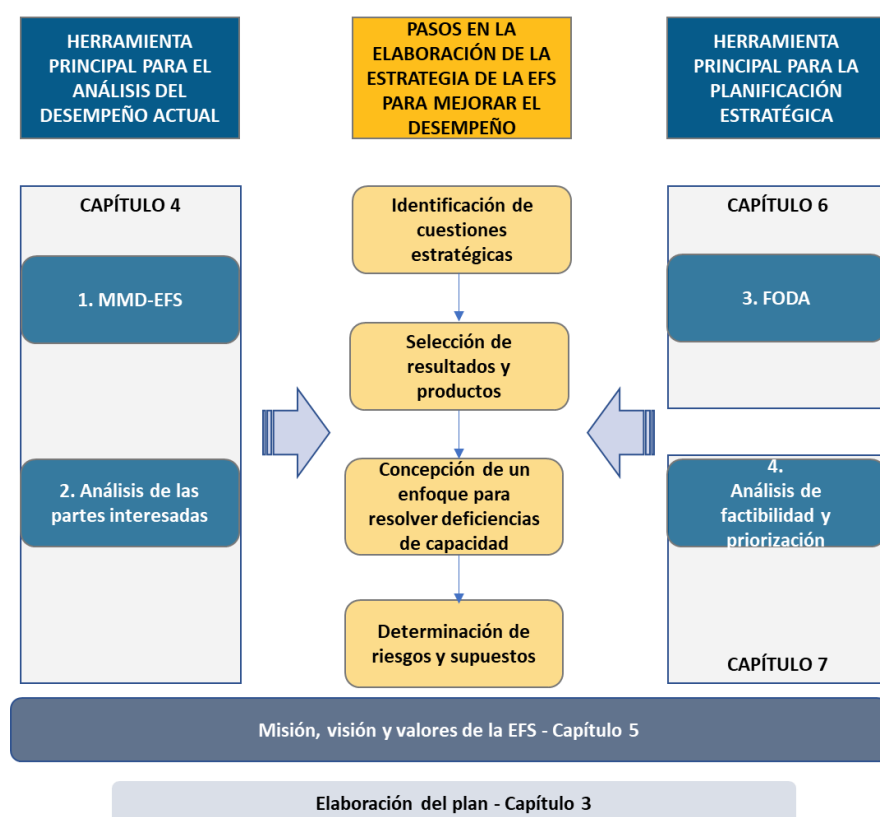 HERRAMIENTA
PRINCIPAL PARA EL
ANÁLISIS DEL
DESEMPEÑO ACTUAL
PASOS EN LA
ELABORACIÓN DE LA
ESTRATEGIA DE LA EFS
PARA MEJORAR EL
DESEMPEÑO
HERRAMIENTA
PRINCIPAL PARA LA
PLANIFICACIÓN
ESTRATÉGICA
CAPÍTULO 4
1. MMD-EFS
2. Análisis de las
partes interesadas
Identificación de
cuestiones
estratégicas
Selección de
resultados y
productos
Concepción de un
enfoque para
resolver deficiencias
de capacidad
Determinación de
riesgos y supuestos
CAPÍTULO 6
3. FODA
4.
Análisis de
factibilidad y
priorización
CAPÍTULO 7
Misión, visión y valores de la EFS - Capítulo 5
Elaboración del plan - Capítulo 3